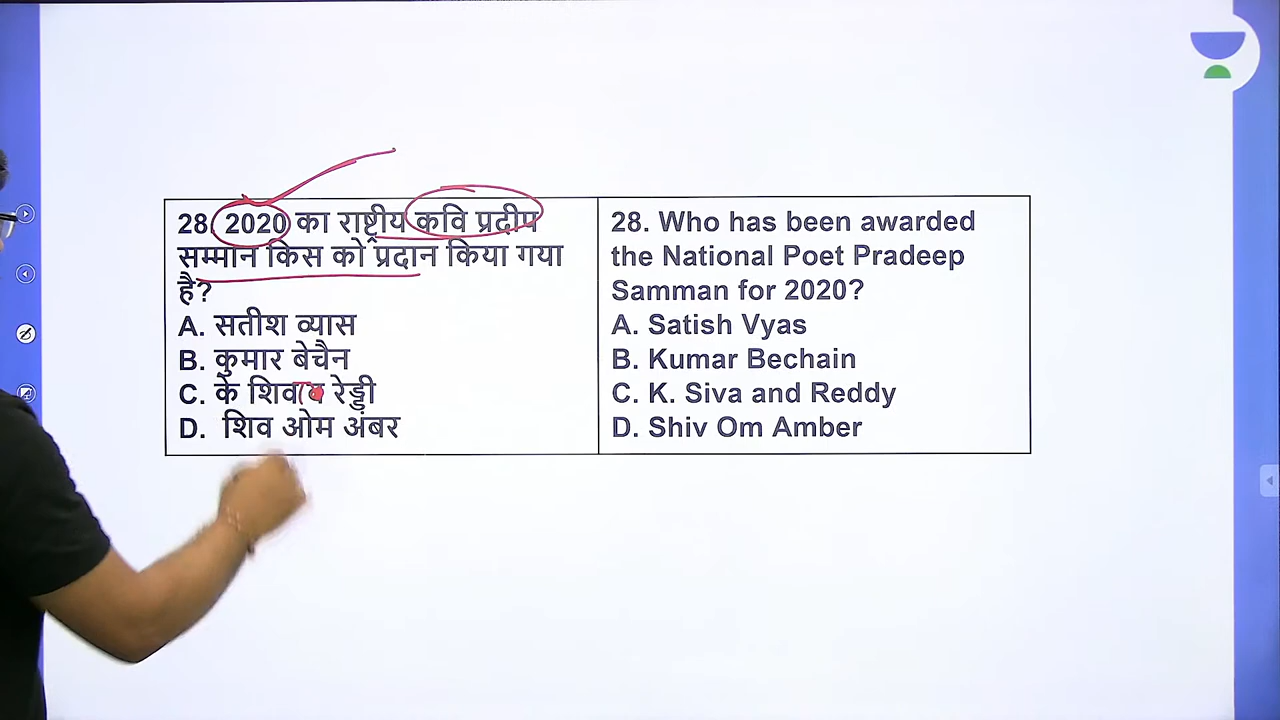 28. 2020 का राष्ट्रीय कवि प्रदीप
सम्मान किस को प्रदान किया गया
है?
A. सतीश व्यास
B. कुमार बेचैन
C. के शिवा रेड्डी
D. शिव ओम अंबर
28. Who has been awarded
the National Poet Pradeep
Samman for 2020?
A. Satish Vyas
B. Kumar Bechain
C. K. Siva and Reddy
D. Shiv Om Amber